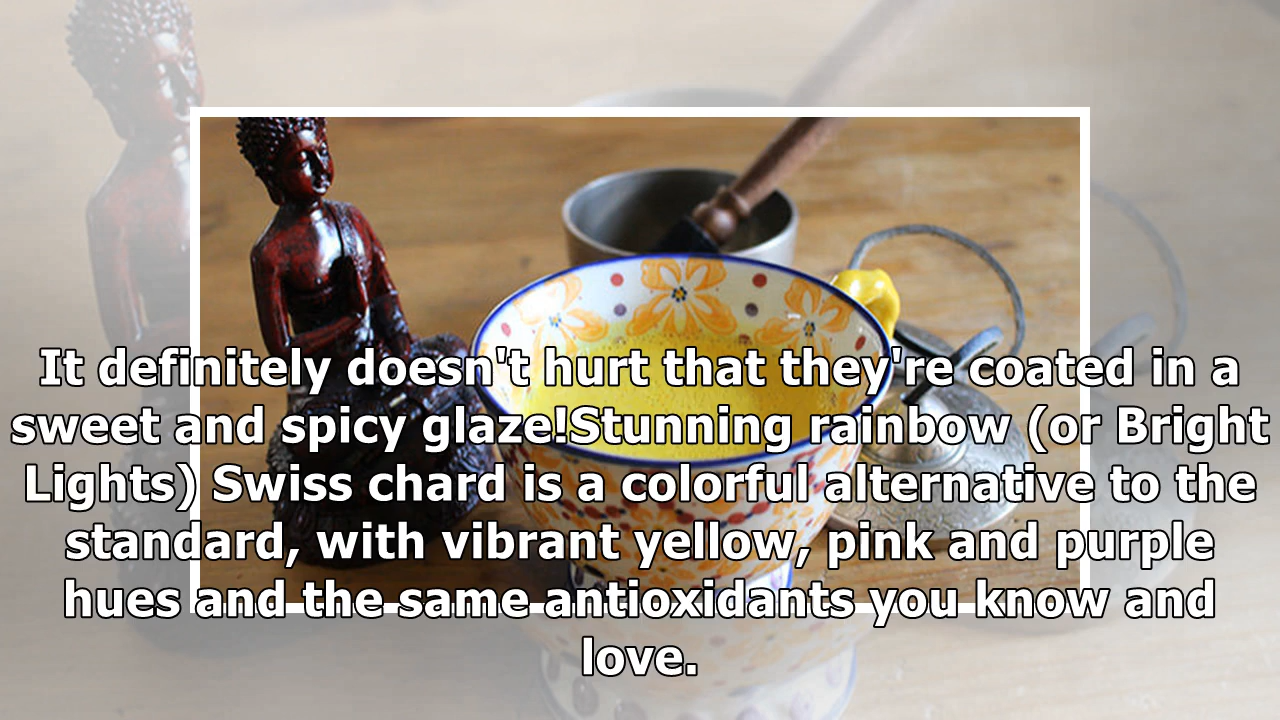 It definitely doesn't hurt that they're coated in a
sweet and spicy glaze!Stunning rainbow (or Bright
Lights) Swiss chard is a colorful alternative to the
standard, with vibrant yellow, pink and purple
hues and the same antioxidants you know and
love.